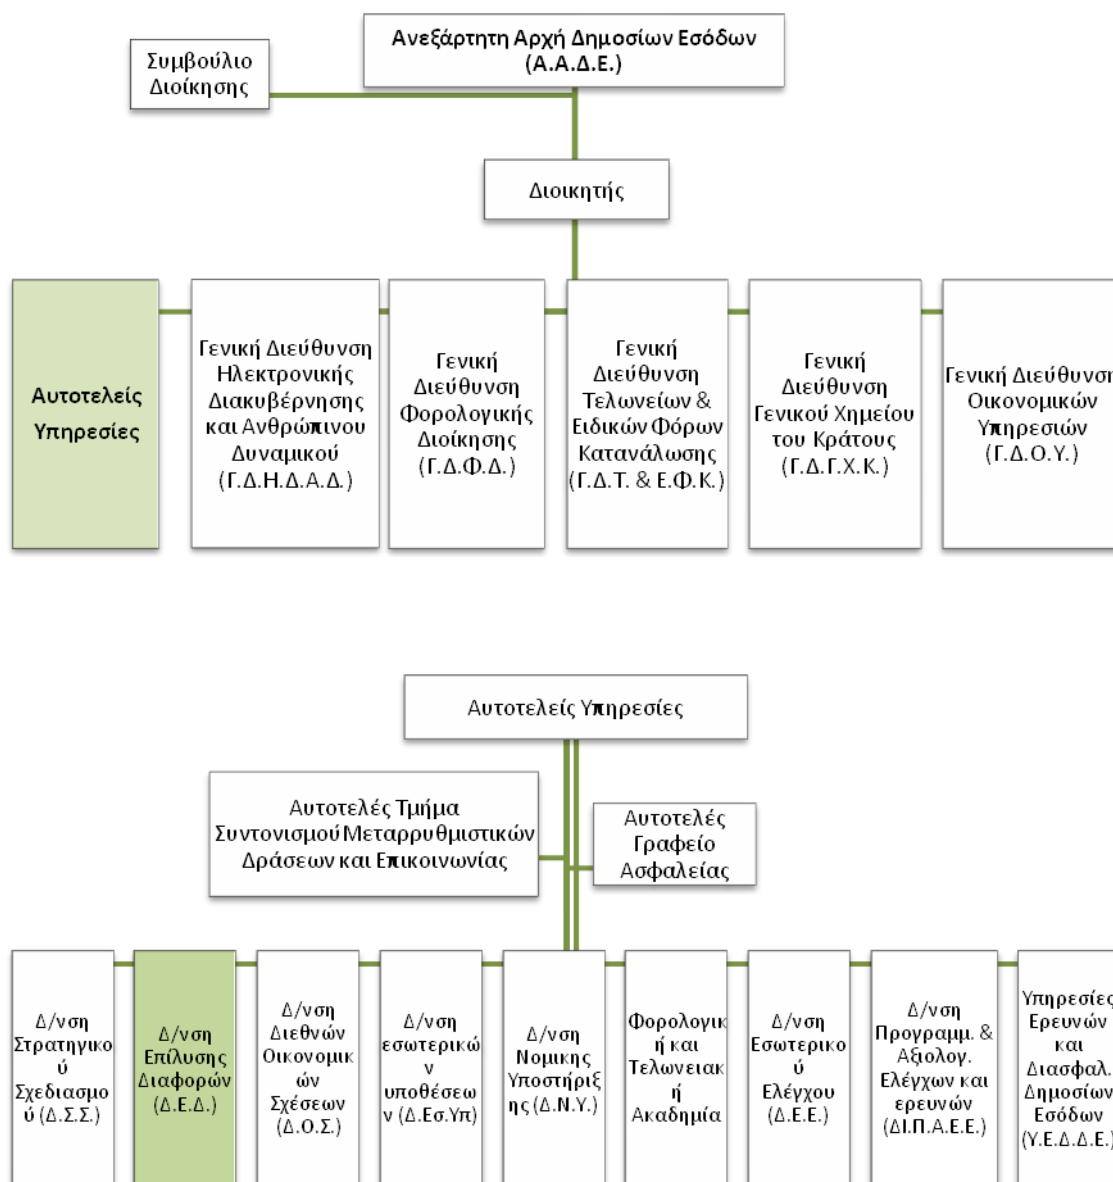 Ανεξάρτητη Αρχή Δημοσίων Εσόδων
(Α.Α.Δ.Ε.)
Συμβούλιο
Διοίκησης
Διοικητής
Αυτοτελείς
Υπηρεσίες
Γενική Διεύθυνση
Ηλεκτρονικής
Διακυβέρνησης
και Ανθρώπινου
Δυναμικού
(Γ.Δ.Η.Δ.Α.Δ.)
Γενική
Διεύθυνση
Φορολογικής
Διοίκησης
(Γ.Δ.Φ.Δ.)
Γενική
Διεύθυνση
Τελωνείων &
Ειδικών Φόρων
Κατανάλωσης
(Γ.Δ.Τ. & Ε.Φ.Κ.)
Γενική
Διεύθυνση
Γενικού Χημείου
του Κράτους
(Γ.Δ.Γ.Χ.Κ.)
Γενική Διεύθυνση
Οικονομικών
Υπηρεσιών
(Γ.Δ.Ο.Υ.)
Αυτοτελείς Υπηρεσίες
Αυτοτελές Τμήμα
Συντονισμού Μεταρρυθμιστικών
Δράσεων και Επικοινωνίας
Αυτοτελές
Γραφείο
Ασφαλείας
Δ/νση
Στρατηγικο
ύ
Σχεδιασμο
ύ (Δ.Σ.Σ.)
Δ/νση
Επίλυσης
Διαφορών
(Δ.Ε.Δ.)
Δ/νση
Διεθνών
Οικονομικ
ών
Σχέσεων
(Δ.Ο.Σ.)
Δ/νση
εσωτερικώ
ν
υποθέσεω
ν (Δ.Εσ.Υπ)
Δ/νση
Νομικης
Υποστήριξ
ης (Δ.Ν.Υ.)
Φορολογικ
ή και
Τελωνειακ
ή
Ακαδημία
Δ/νση
Εσωτερικο
ύ
Ελέγχου
(Δ.Ε.Ε.)
Δ/νση
Προγραμμ. &
Αξιολογ.
Ελέγχων και
ερευνών
(ΔΙ.Π.Α.Ε.Ε.)
Υπηρεσίες
Ερευνών
και
Διασφαλ.
Δημοσίων
Εσόδων
(Υ.Ε.Δ.Δ.Ε.)